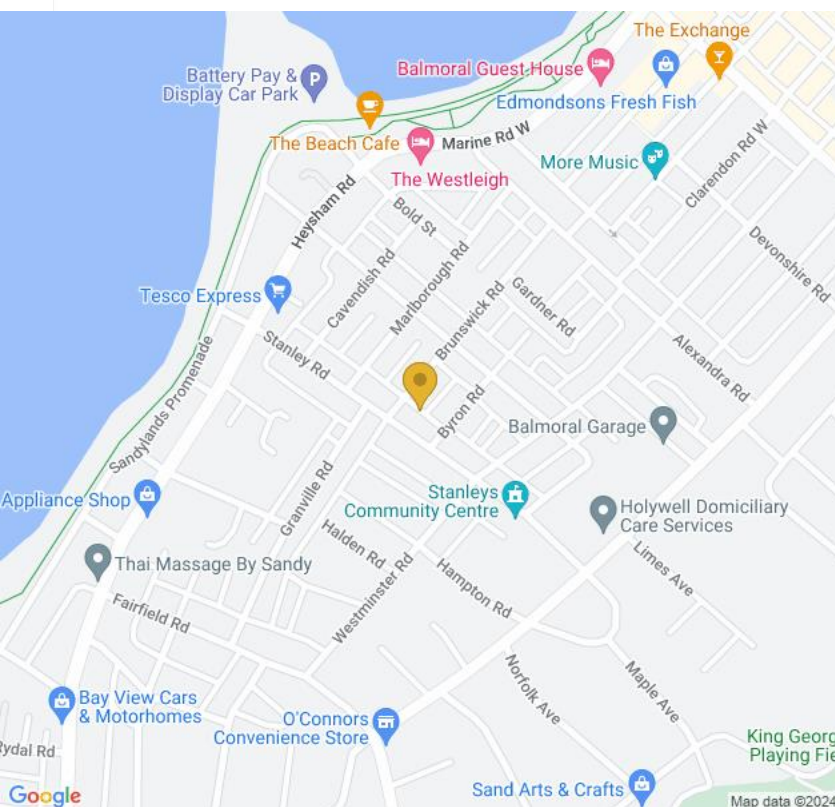 The Exchange
Battery Pay &
Display Car Park
P
Balmoral Guest House
Edmondsons Fresh Fish
The Beach Cafe
Marine Rd W
More Music
The Westleigh
Clarendon Rd W
Heysham Rd
Bold St
Devonshire Rd
Cavendish Rd
Marlborough Rd
Tesco Express
Brunswick Rd
Gardner Rd
Stanley Rd
Alexandra Rd
Sandylands Promenade
Byron Rd
Balmoral Garage
Appliance Shop
Granville Rd
Stanleys
Community Centre
Holywell Domiciliary
Care Services
Halden Rd
Thai Massage By Sandy
Westminster Rd
Hampton Rd
Limes Ave
Fairfield Rd
Norfolk Ave
Maple Ave
Bay View Cars
& Motorhomes
O'Connors
Convenience Store
Rydal Rd
King Georg
Playing Fie
Sand Arts & Crafts
Google
Map data ©2024